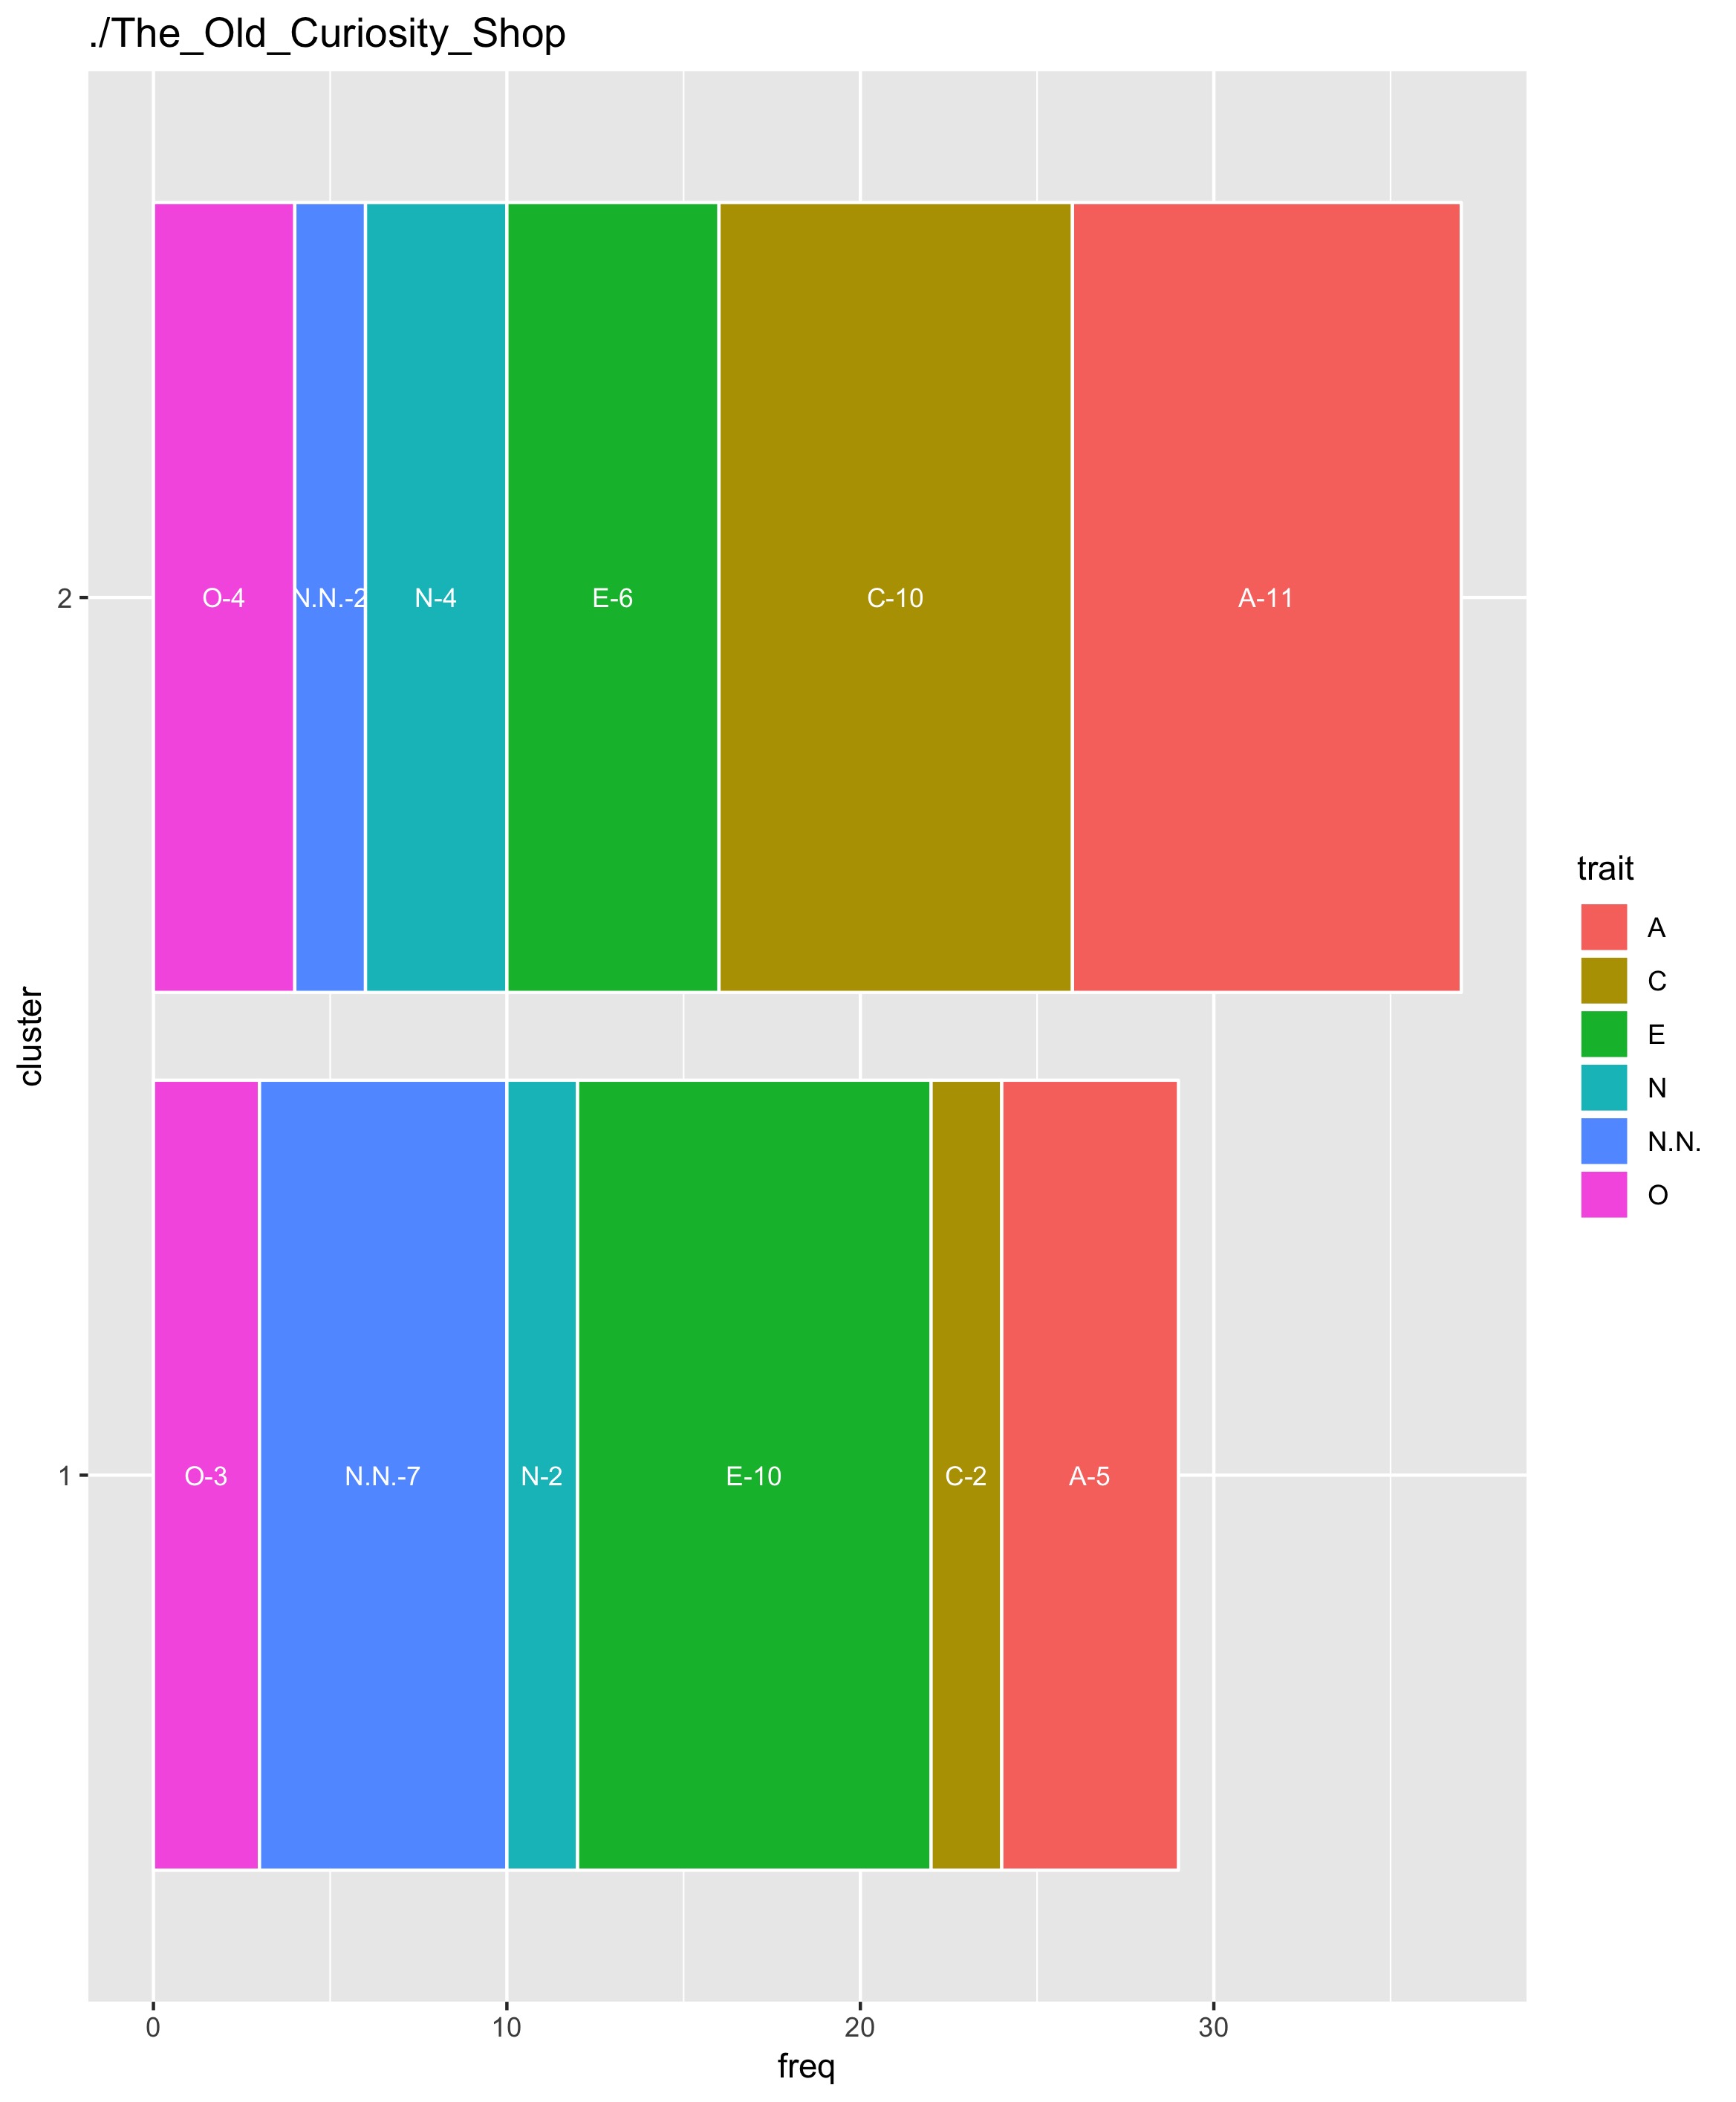 ./The_Old_Curiosity_Shop
cluster
2
O-4 N.N.-2 N-4 E-6 C-10 A-11
1
O-3 N.N.-7 N-2 E-10 C-2 A-5
0 10 20 30
freq
trait
A
C
E
N
N.N.
O